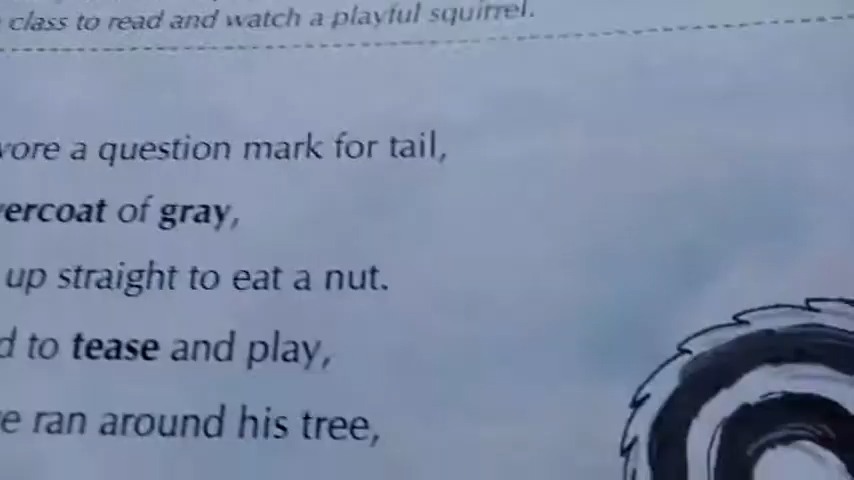 class to read and watch a playful squirrel.
wore a question mark for tail,
ercoat of gray,
up straight to eat a nut.
d to tease and play,
e ran around his tree,